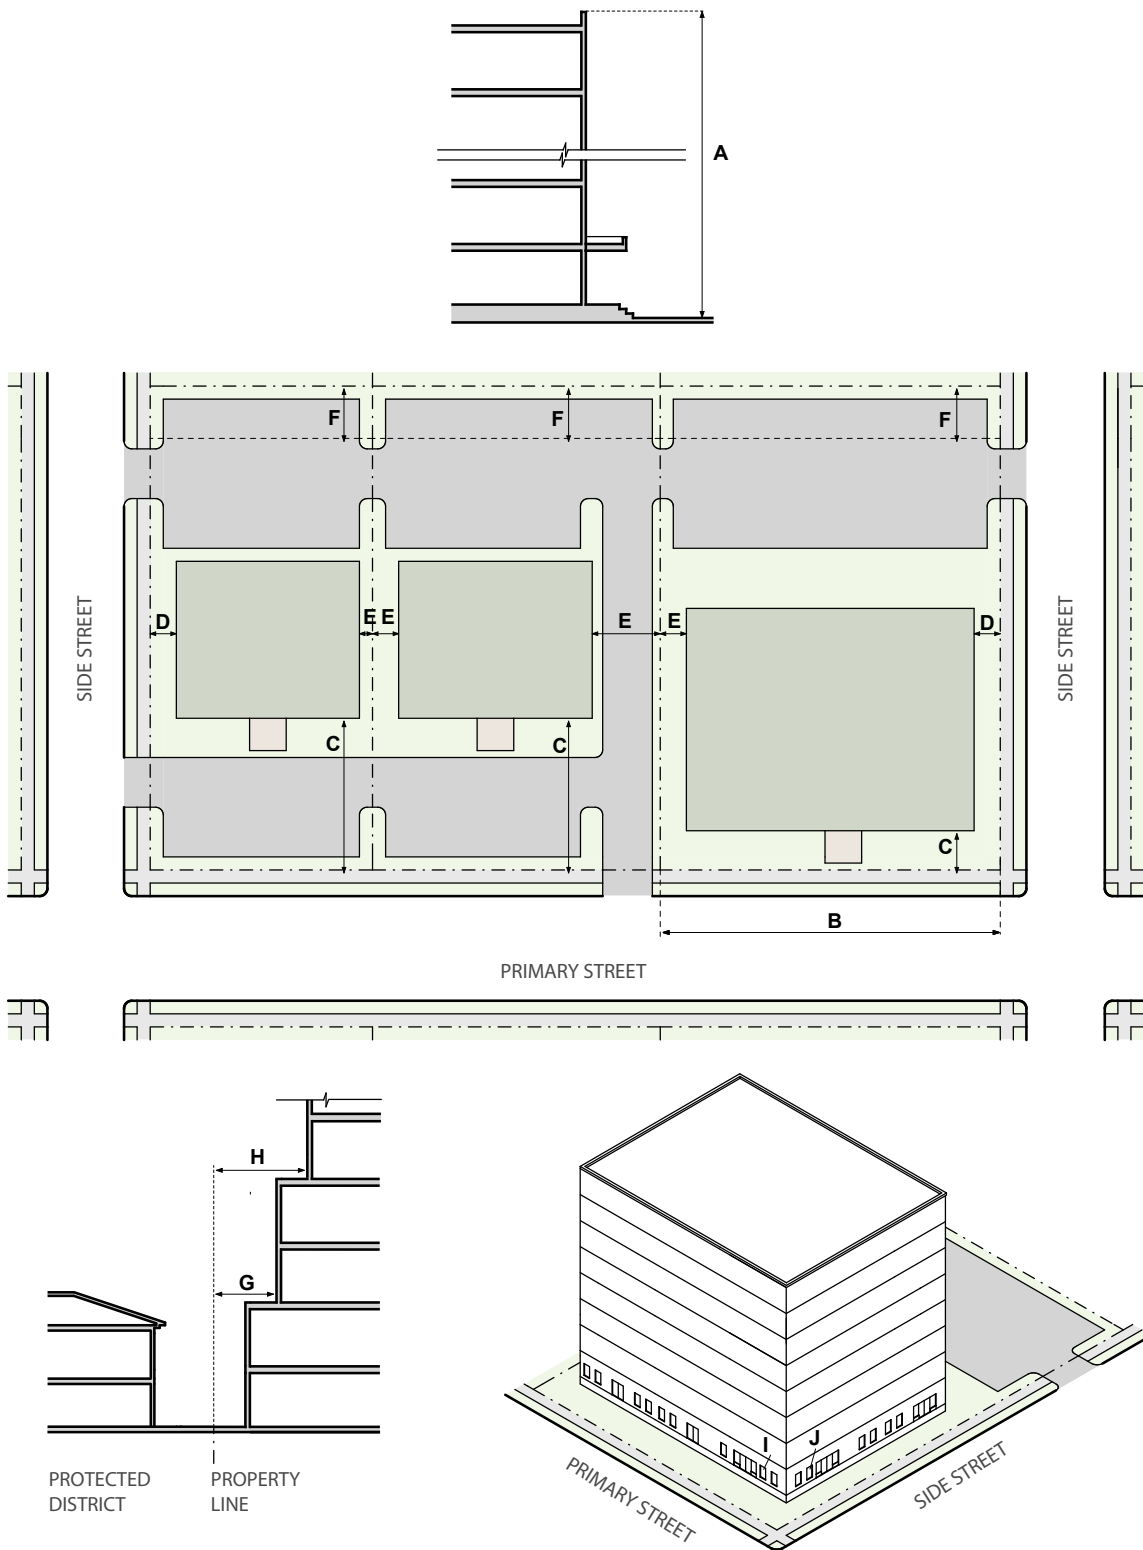 A
F
F
F
SIDE STREET
D
E
E
E
E
D
SIDE STREET
C
C
C
B
PRIMARY STREET
H
G
I
J
PROTECTED
DISTRICT
PROPERTY
LINE
PRIMARY STREET
SIDE STREET